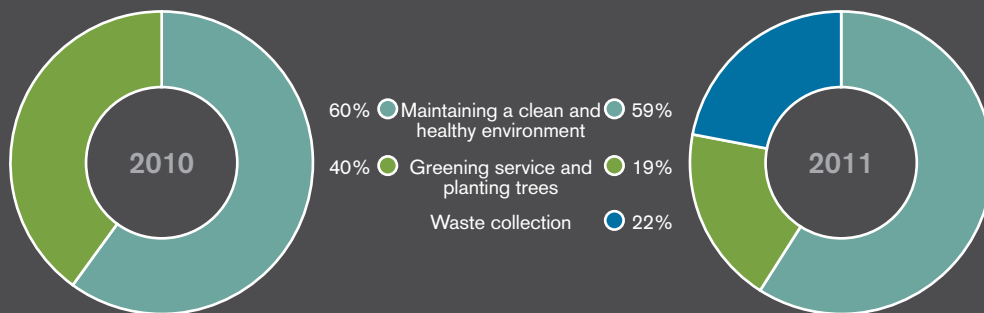 2010
60% Maintaining a clean and 59%
healthy environment
40% Greening service and 19%
planting trees
Waste collection 22%
2011